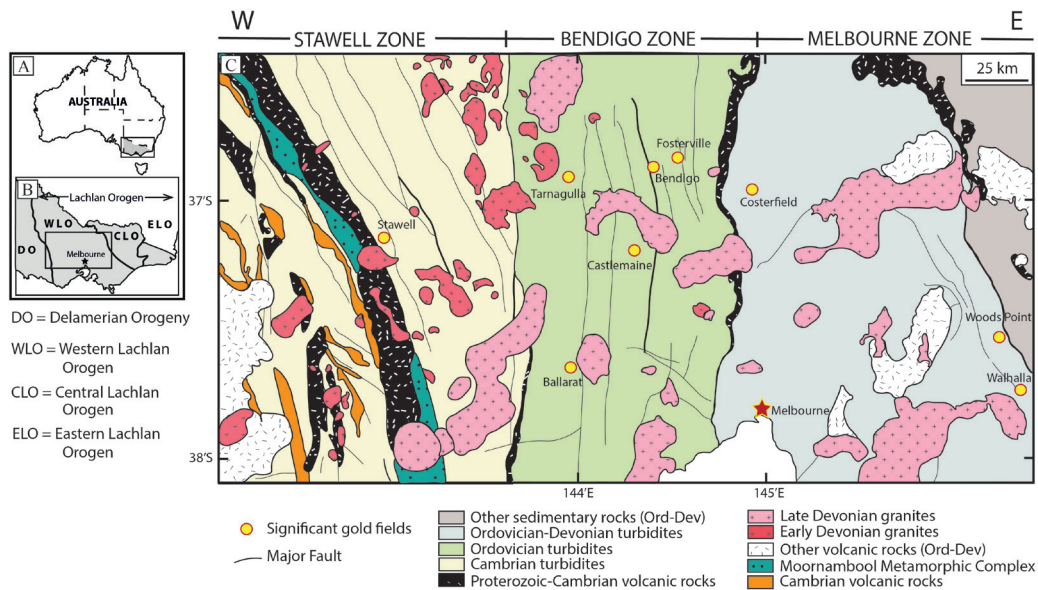 W
E
STAWELL ZONE
BENDIGO ZONE
MELBOURNE ZONE
A
AUSTRALIA
B
Lachlan Orogen
WLO
CLO
ELO
DO
Melbourne
DO = Delamerian Orogeny
WLO = Western Lachlan
Orogen
CLO = Central Lachlan
Orogen
ELO = Eastern Lachlan
Orogen
C
25 km
37°S
38°S
Fosterville
Bendigo
Tarnagulla
Costerfield
Stawell
Castlemaine
Woods Point
Ballarat
Walhalla
Melbourne
144°E
145°E
Significant gold fields
Major Fault
Other sedimentary rocks (Ord-Dev)
Ordovician-Devonian turbidites
Ordovician turbidites
Cambrian turbidites
Proterozoic-Cambrian volcanic rocks
Late Devonian granites
Early Devonian granites
Other volcanic rocks (Ord-Dev)
Moornambool Metamorphic Complex
Cambrian volcanic rocks